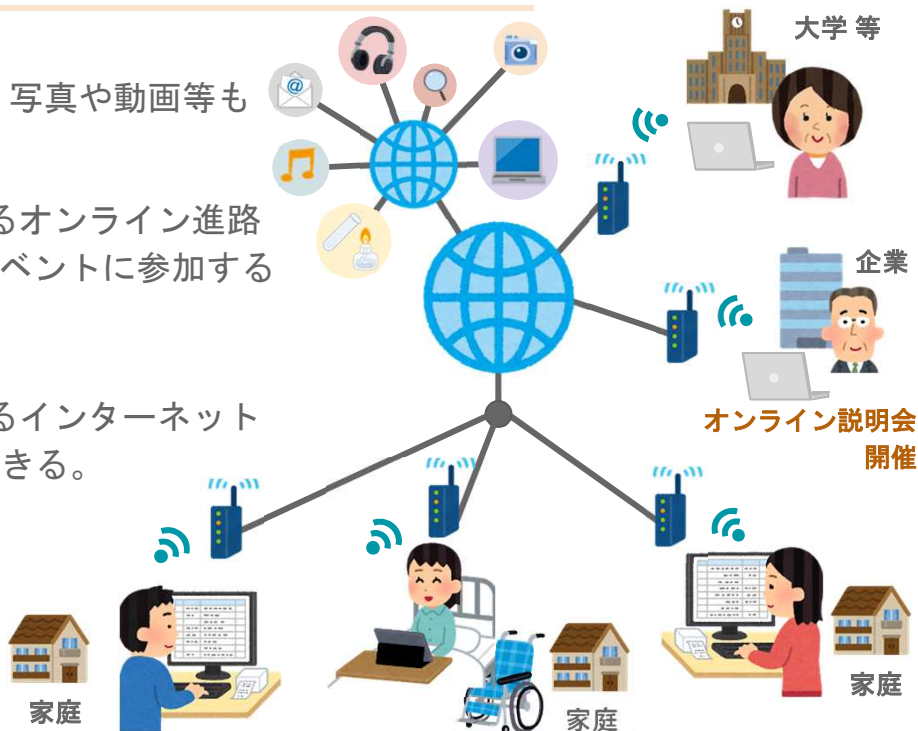 写真や動画等も
るオンライン進路
ベントに参加する
るインターネット
きる。
大学 等
企業
オンライン説明会
開催
家庭
家庭
家庭